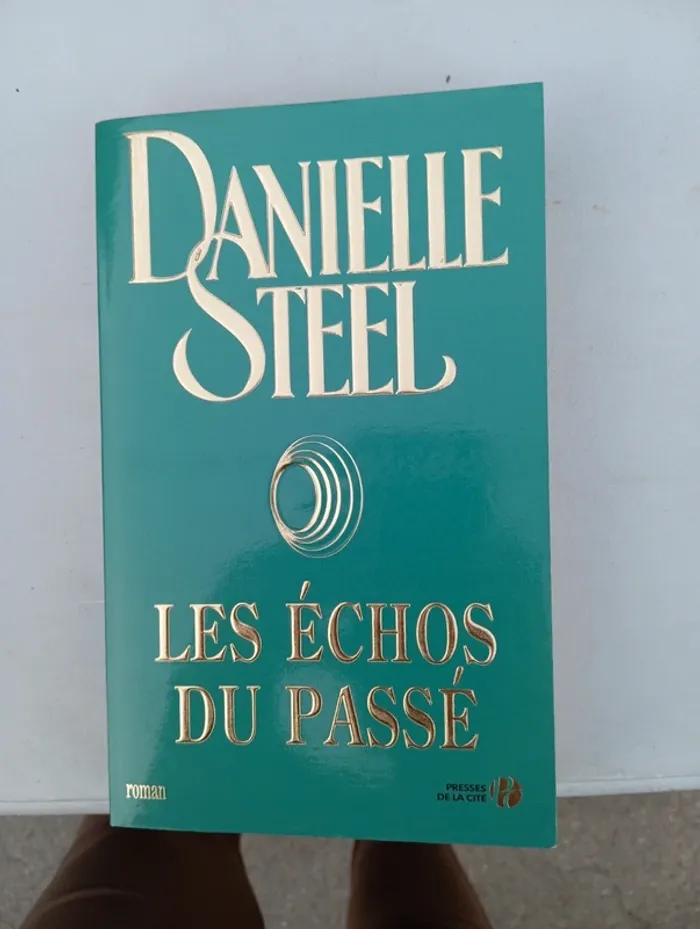 DANIELLE
STEEL
LES ÉCHOS
DU PASSÉ
roman
PRESSES
DE LA CITÉ